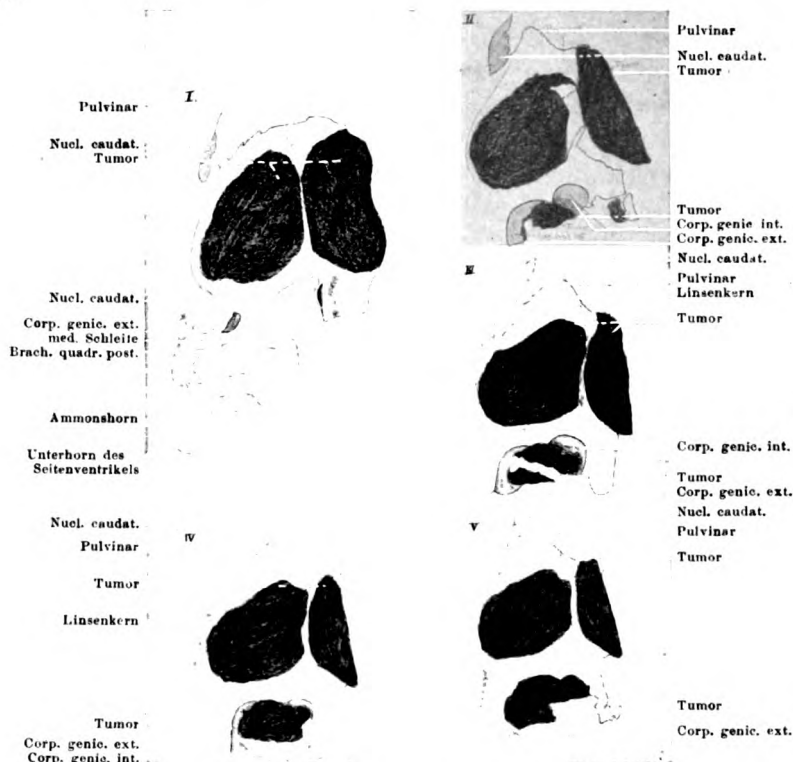 I.
Pulvinar
Nucl. caudat.
Tumor
Nucl. caudat.
Corp. genic. ext.
med. Schleife
Brach. quadr. post.
Ammonshorn
Unterhorn des
Seitenventrikels
II
Pulvinar
Nucl. caudat.
Tumor
Tumor
Corp. genic int.
Corp. genic. ext.
Nucl. caudat.
III
Pulvinar
Linsenkern
Tumor
Corp. genic. int.
Tumor
Corp. genic. ext.
Nucl. caudat.
IV
Pulvinar
Tumor
Linsenkern
Tumor
Corp. genic. ext.
Corp. genic. int.
Nucl. caudat.
V
Pulvinar
Tumor
Tumor
Corp. genic. ext.